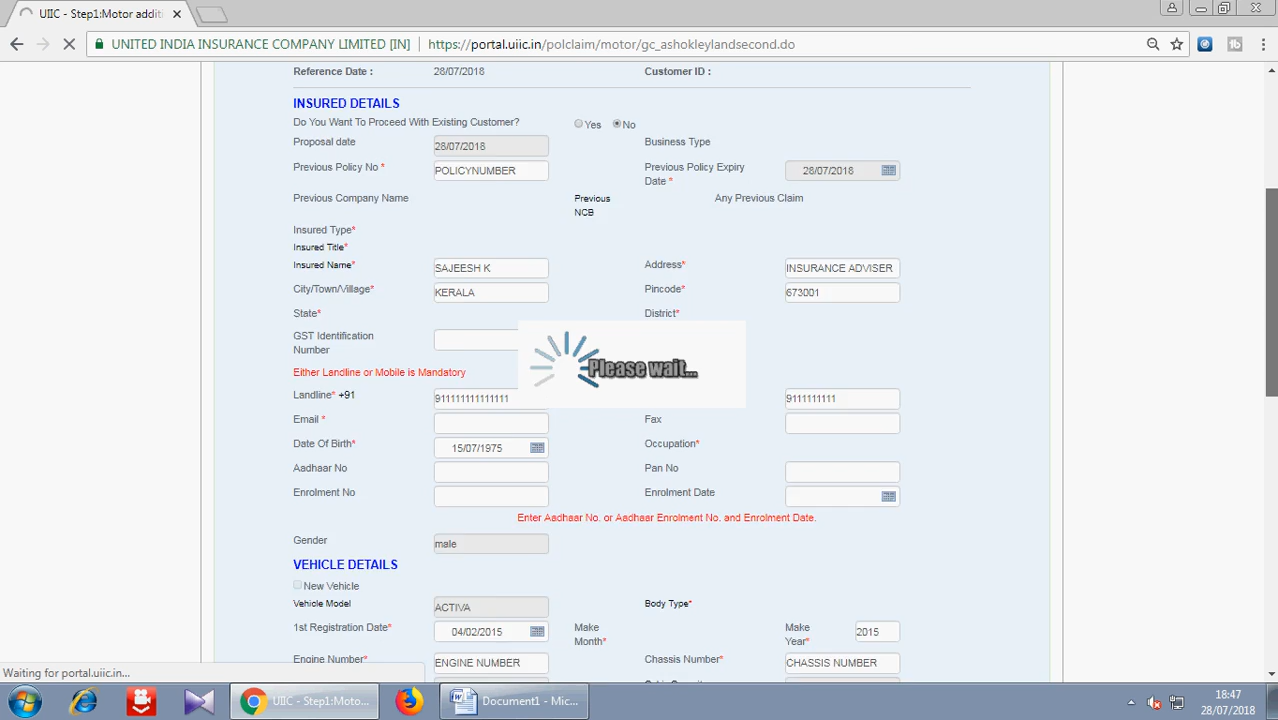 UIIC - Step1:Motor additi
UNITED INDIA INSURANCE COMPANY LIMITED [IN] https://portal.uiic.in/polclaim/motor/gc_ashokleylandsecond.do
Reference Date : 28/07/2018 Customer ID :
INSURED DETAILS
Do You Want To Proceed With Existing Customer? Yes No
Proposal date 28/07/2018 Business Type
Previous Policy No * POLICYNUMBER Previous Policy Expiry Date * 28/07/2018
Previous Company Name Previous NCB Any Previous Claim
Insured Type*
Insured Title*
Insured Name* SAJEESH K Address* INSURANCE ADVISER
City/Town/Village* KERALA Pincode* 673001
State* District*
GST Identification Number
Please wait...
Either Landline or Mobile is Mandatory
Landline* +91 911111111111111 9111111111
Email * Fax
Date Of Birth* 15/07/1975 Occupation*
Aadhaar No Pan No
Enrolment No Enrolment Date
Enter Aadhaar No. or Aadhaar Enrolment No. and Enrolment Date.
Gender male
VEHICLE DETAILS
New Vehicle
Vehicle Model ACTIVA Body Type*
1st Registration Date* 04/02/2015 Make Month* Make Year* 2015
Engine Number* ENGINE NUMBER Chassis Number* CHASSIS NUMBER
Waiting for portal.uiic.in...
UIIC - Step1:Moto... Document1 - Mic... 18:47
28/07/2018